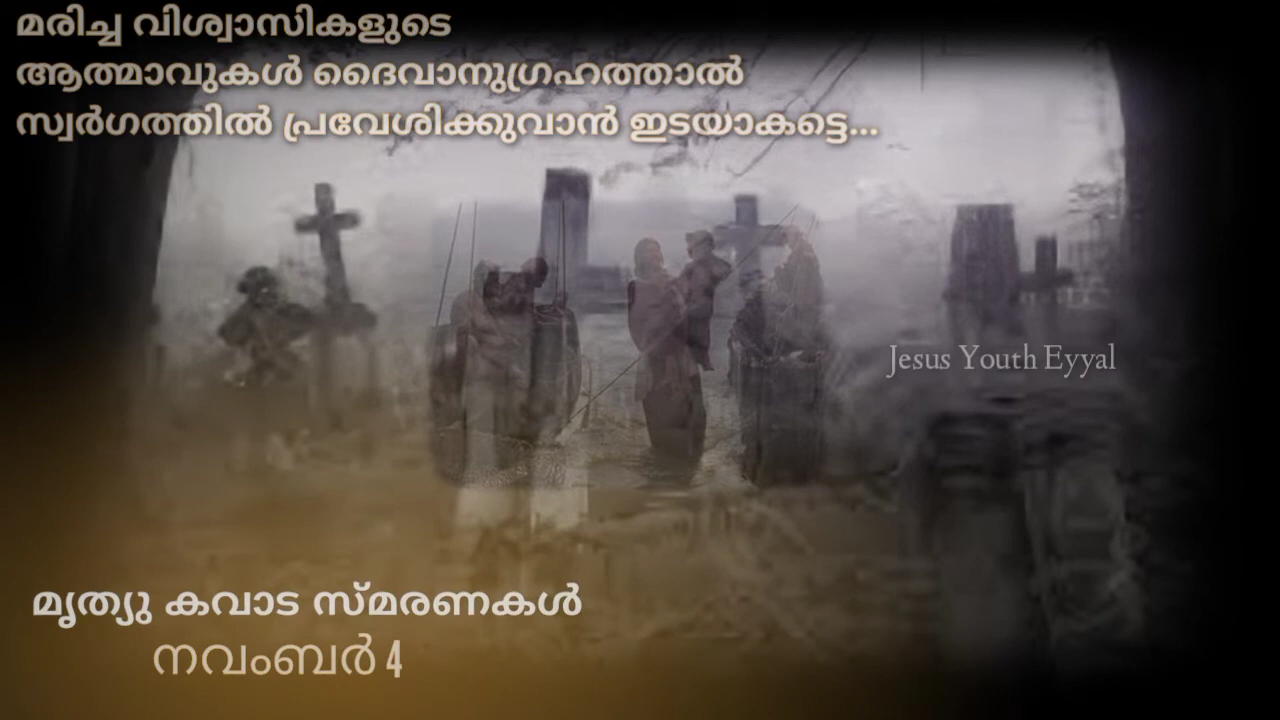 മരിച്ച വിശ്വാസികളുടെ
ആത്മാവുകൾ ദൈവാനുഗ്രഹത്താൽ
സ്വർഗത്തിൽ പ്രവേശിക്കുവാൻ ഇടയാകട്ടെ...
Jesus Youth Eyyal
മൃത്യു കവാട സ്മരണകൾ
നവംബർ 4